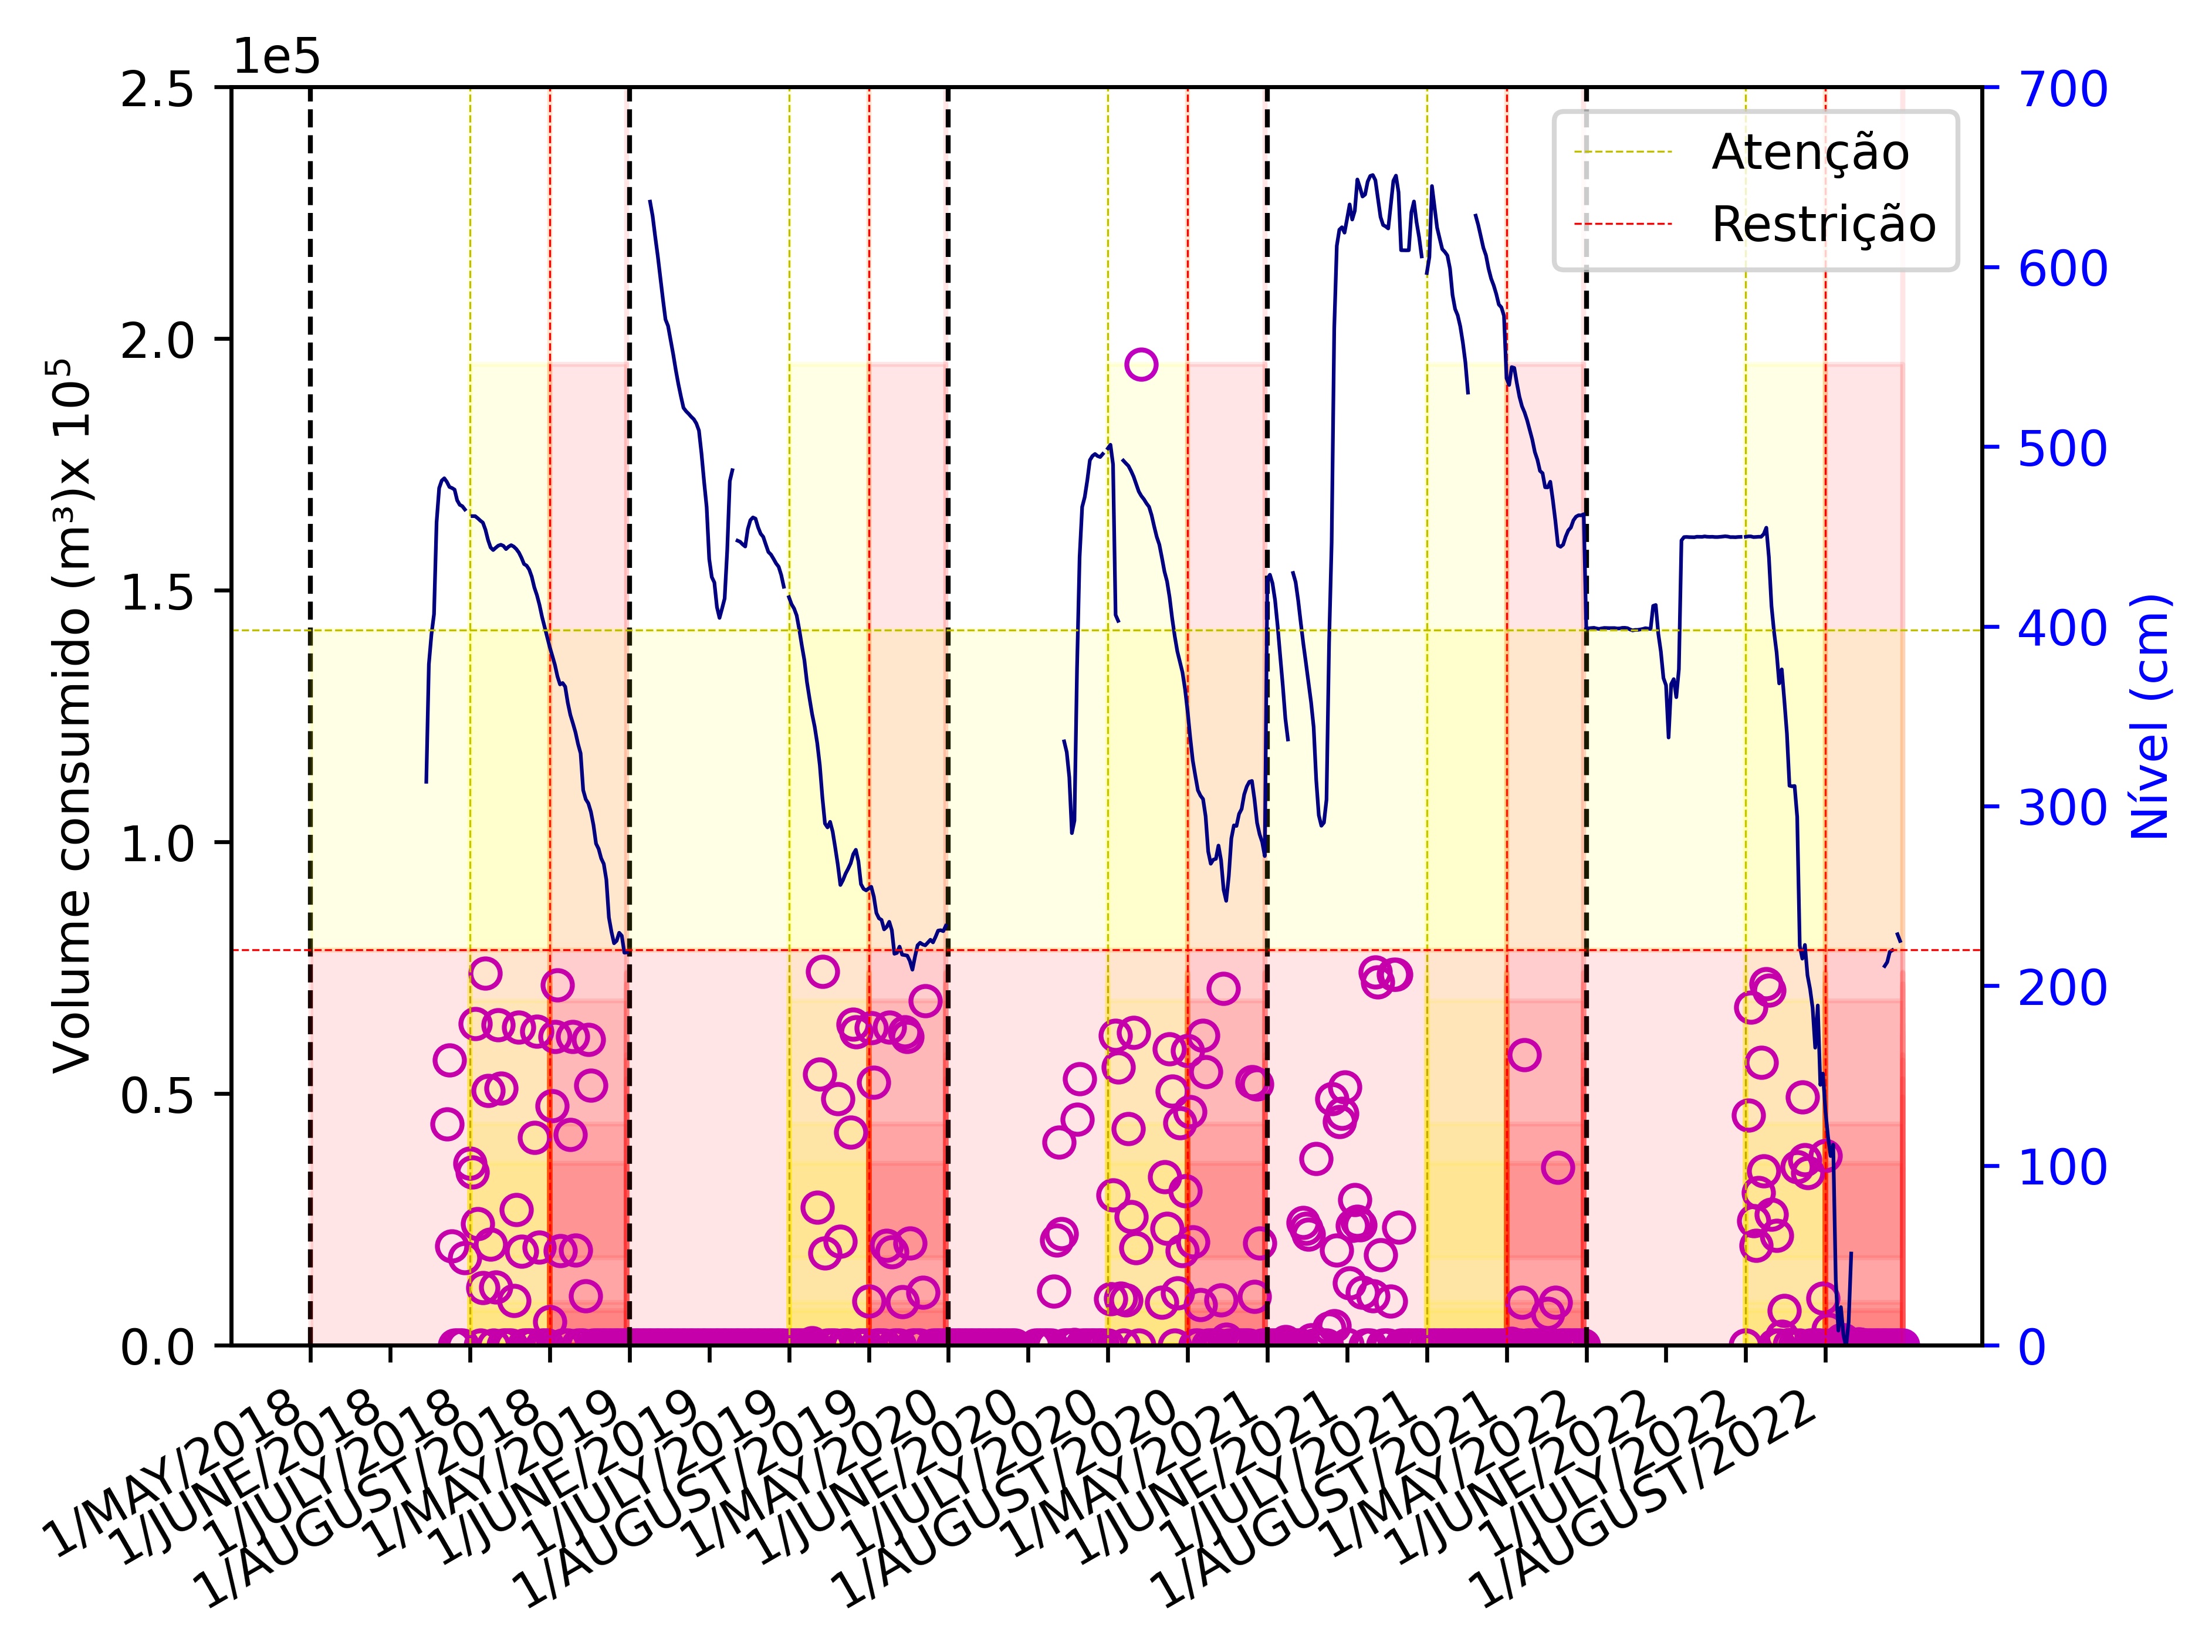 1e5
2.5
2.0
1.5
1.0
0.5
0.0
Volume consumido (m³)x 10⁵
700
600
500
400
300
200
100
0
Nível (cm)
Atenção
Restrição
1/MAY/2018
1/JUNE/2018
1/JULY/2018
1/AUGUST/2018
1/MAY/2019
1/JUNE/2019
1/JULY/2019
1/AUGUST/2019
1/MAY/2020
1/JUNE/2020
1/JULY/2020
1/AUGUST/2020
1/MAY/2021
1/JUNE/2021
1/JULY/2021
1/AUGUST/2021
1/MAY/2022
1/JUNE/2022
1/JULY/2022
1/AUGUST/2022